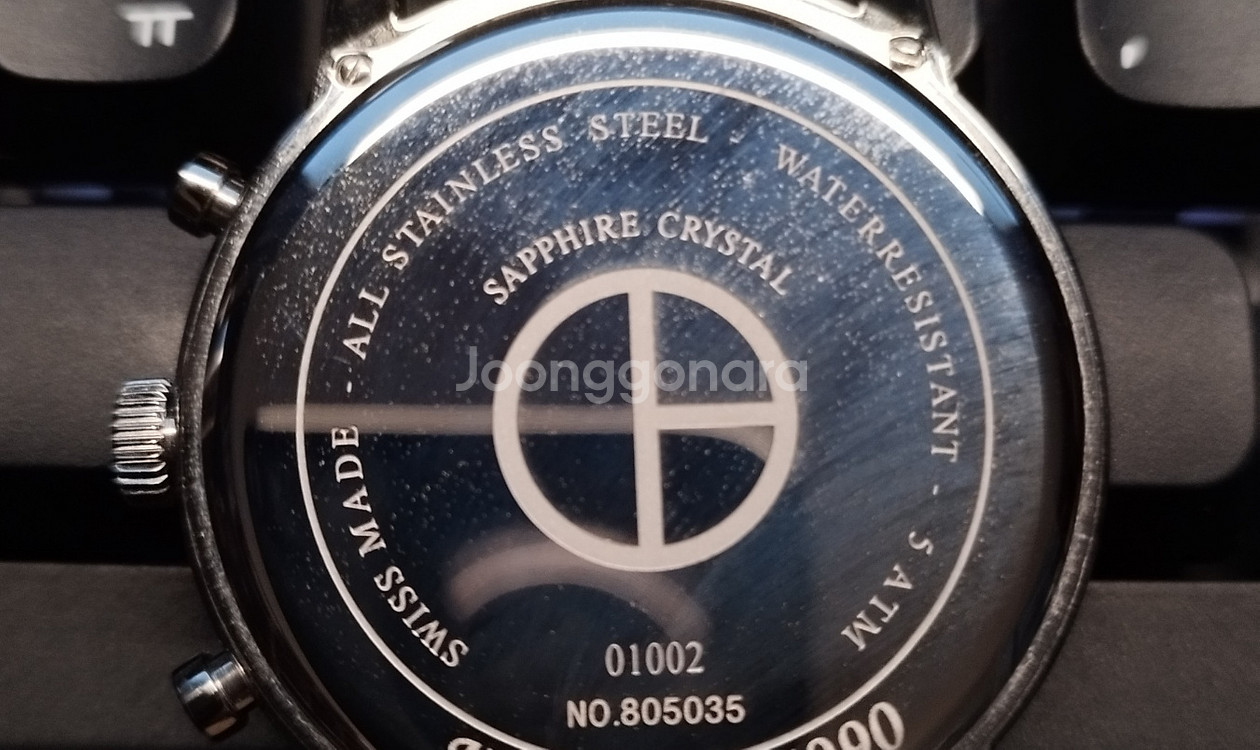 ㅠ
SWISS MADE - ALL STAINLESS STEEL - WATERRESISTANT - 5 ATM
SAPPHIRE CRYSTAL
Joonggonara
01002
NO.805035